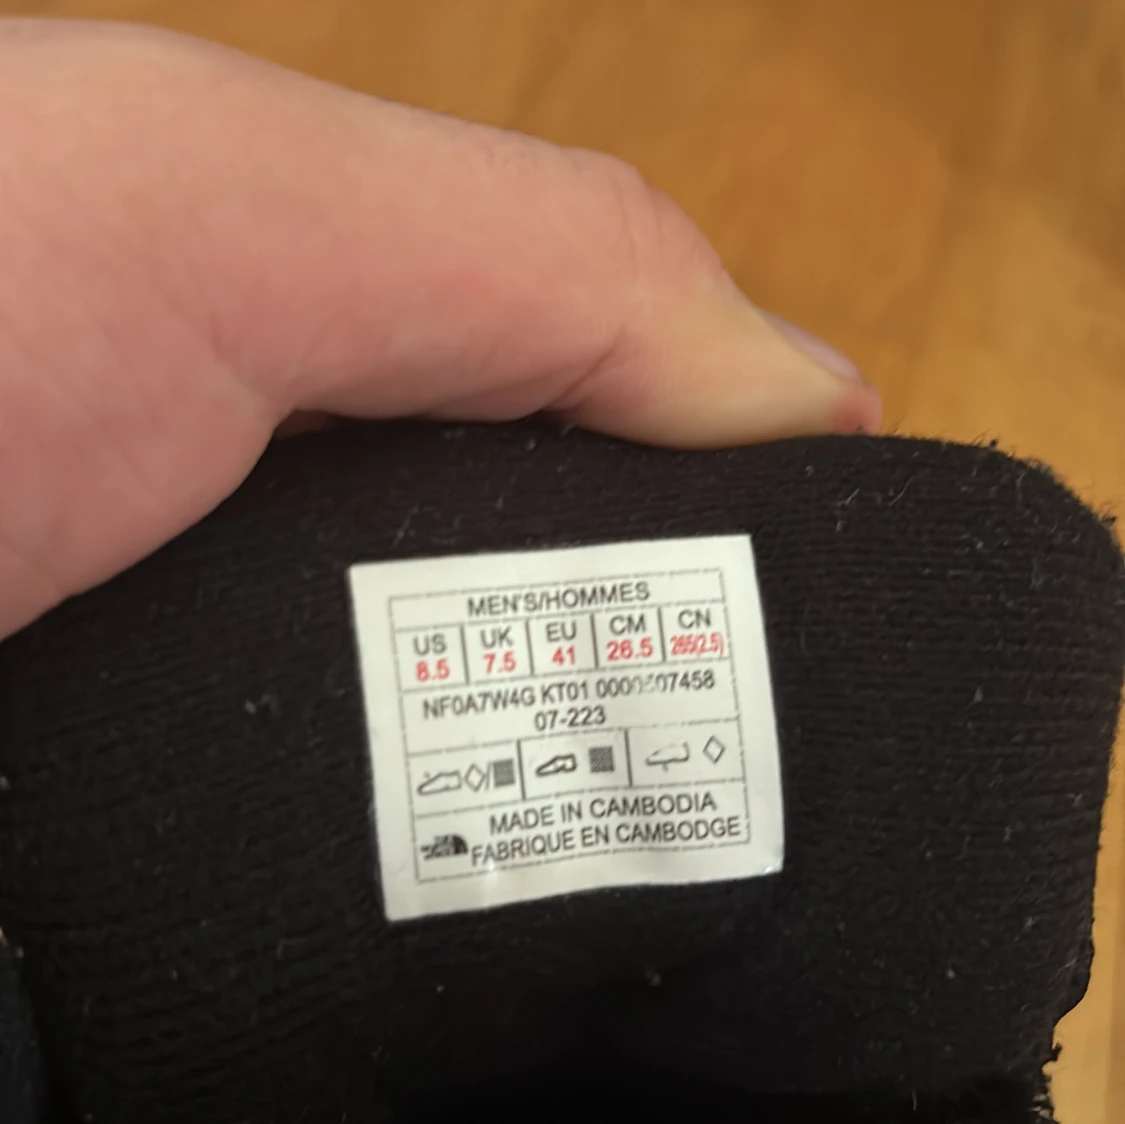 MEN'S/HOMMES
US UK EU CM CN
8.5 7.5 41 26.5 265(2.5)
NF0A7W4G KT01
07-223
MADE IN CAMBODIA
FABRIQUE EN CAMBODGE